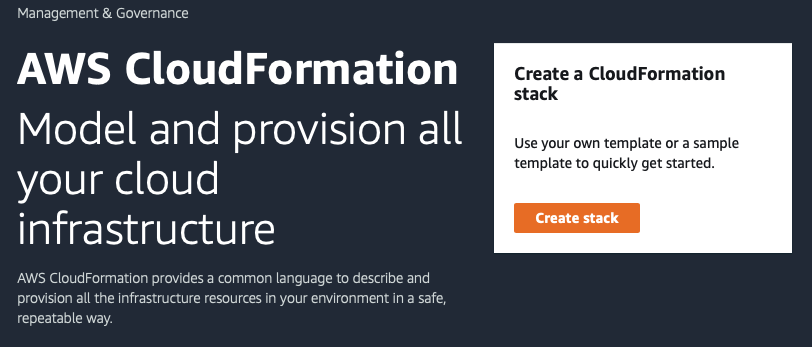 Management & Governance
AWS CloudFormation
Model and provision all
your cloud
infrastructure
AWS CloudFormation provides a common language to describe and
provision all the infrastructure resources in your environment in a safe,
repeatable way.
Create a CloudFormation
stack
Use your own template or a sample
template to quickly get started.
Create stack